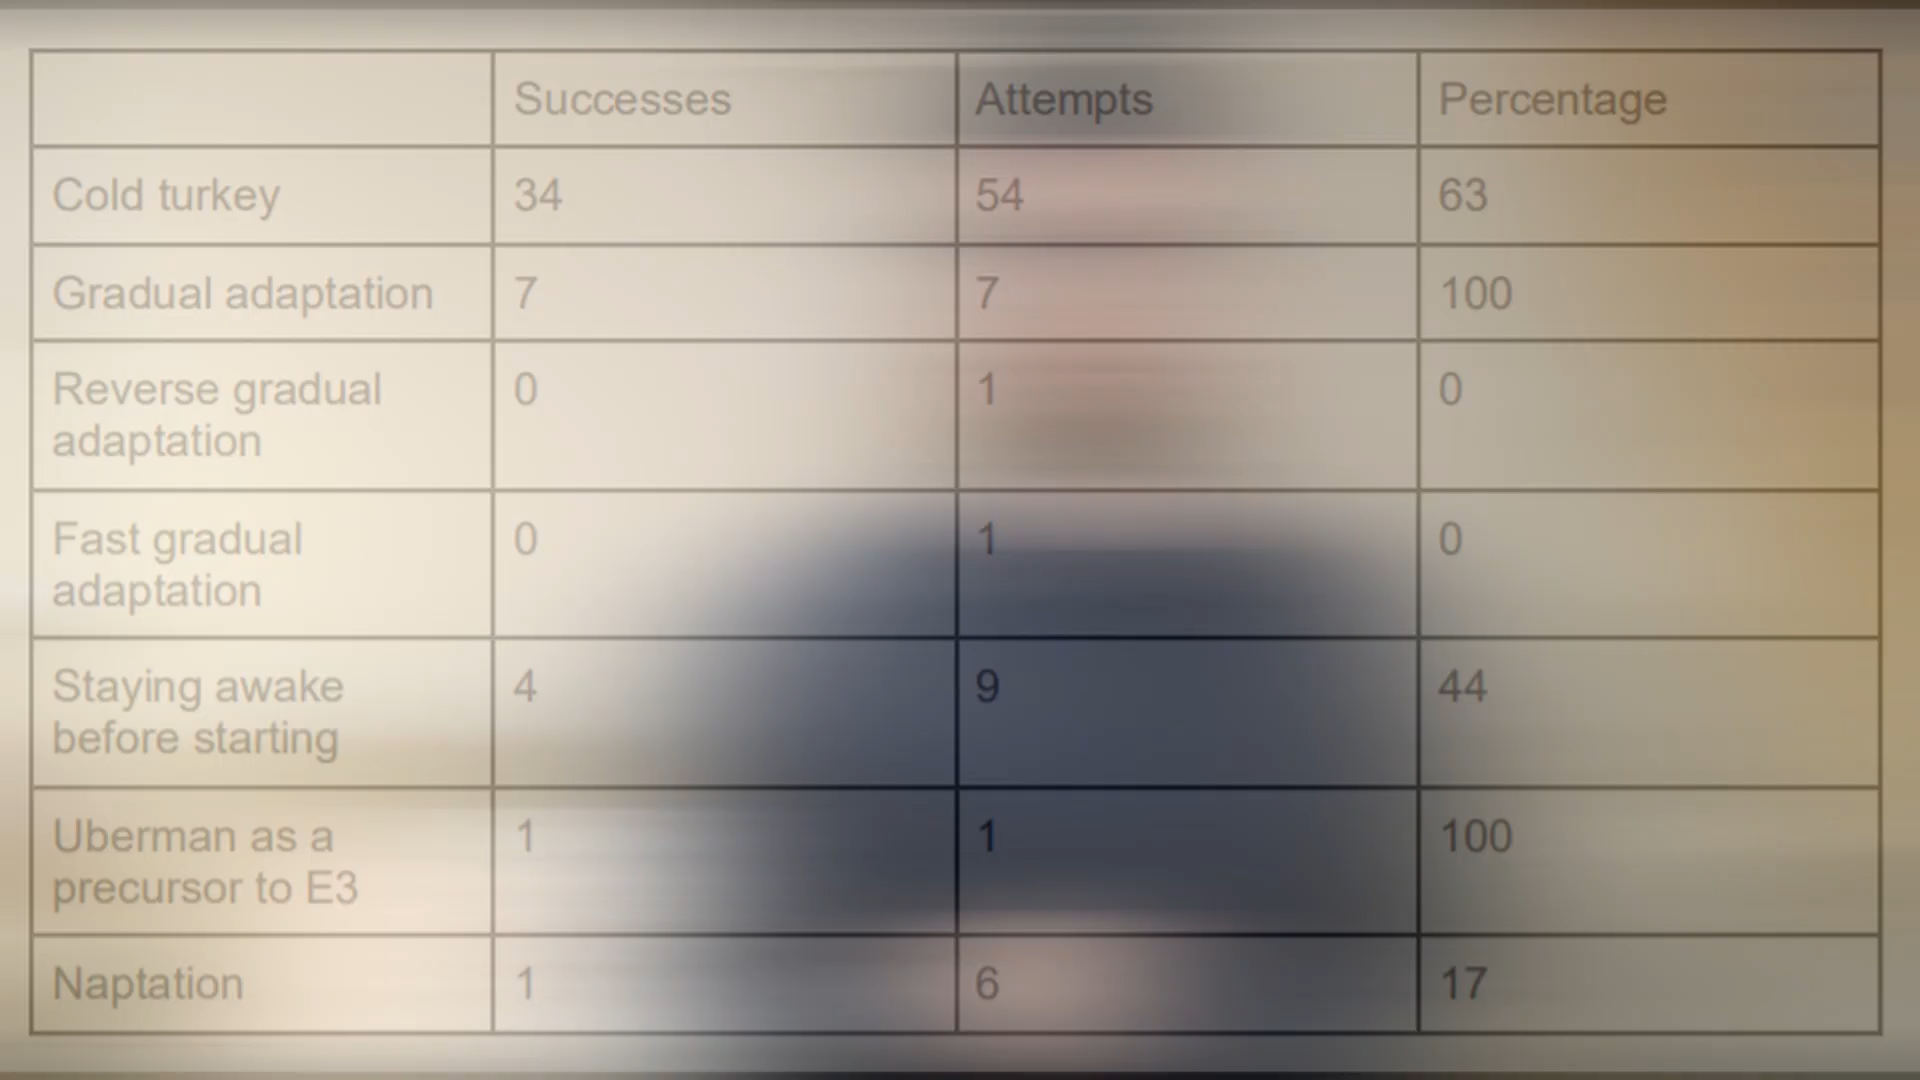 Successes Attempts Percentage
Cold turkey 34 54 63
Gradual adaptation 7 7 100
Reverse gradual 0 1 0
adaptation
Fast gradual 0 1 0
adaptation
Staying awake 4 9 44
before starting
Uberman as a 1 1 100
precursor to E3
Naptation 1 6 17